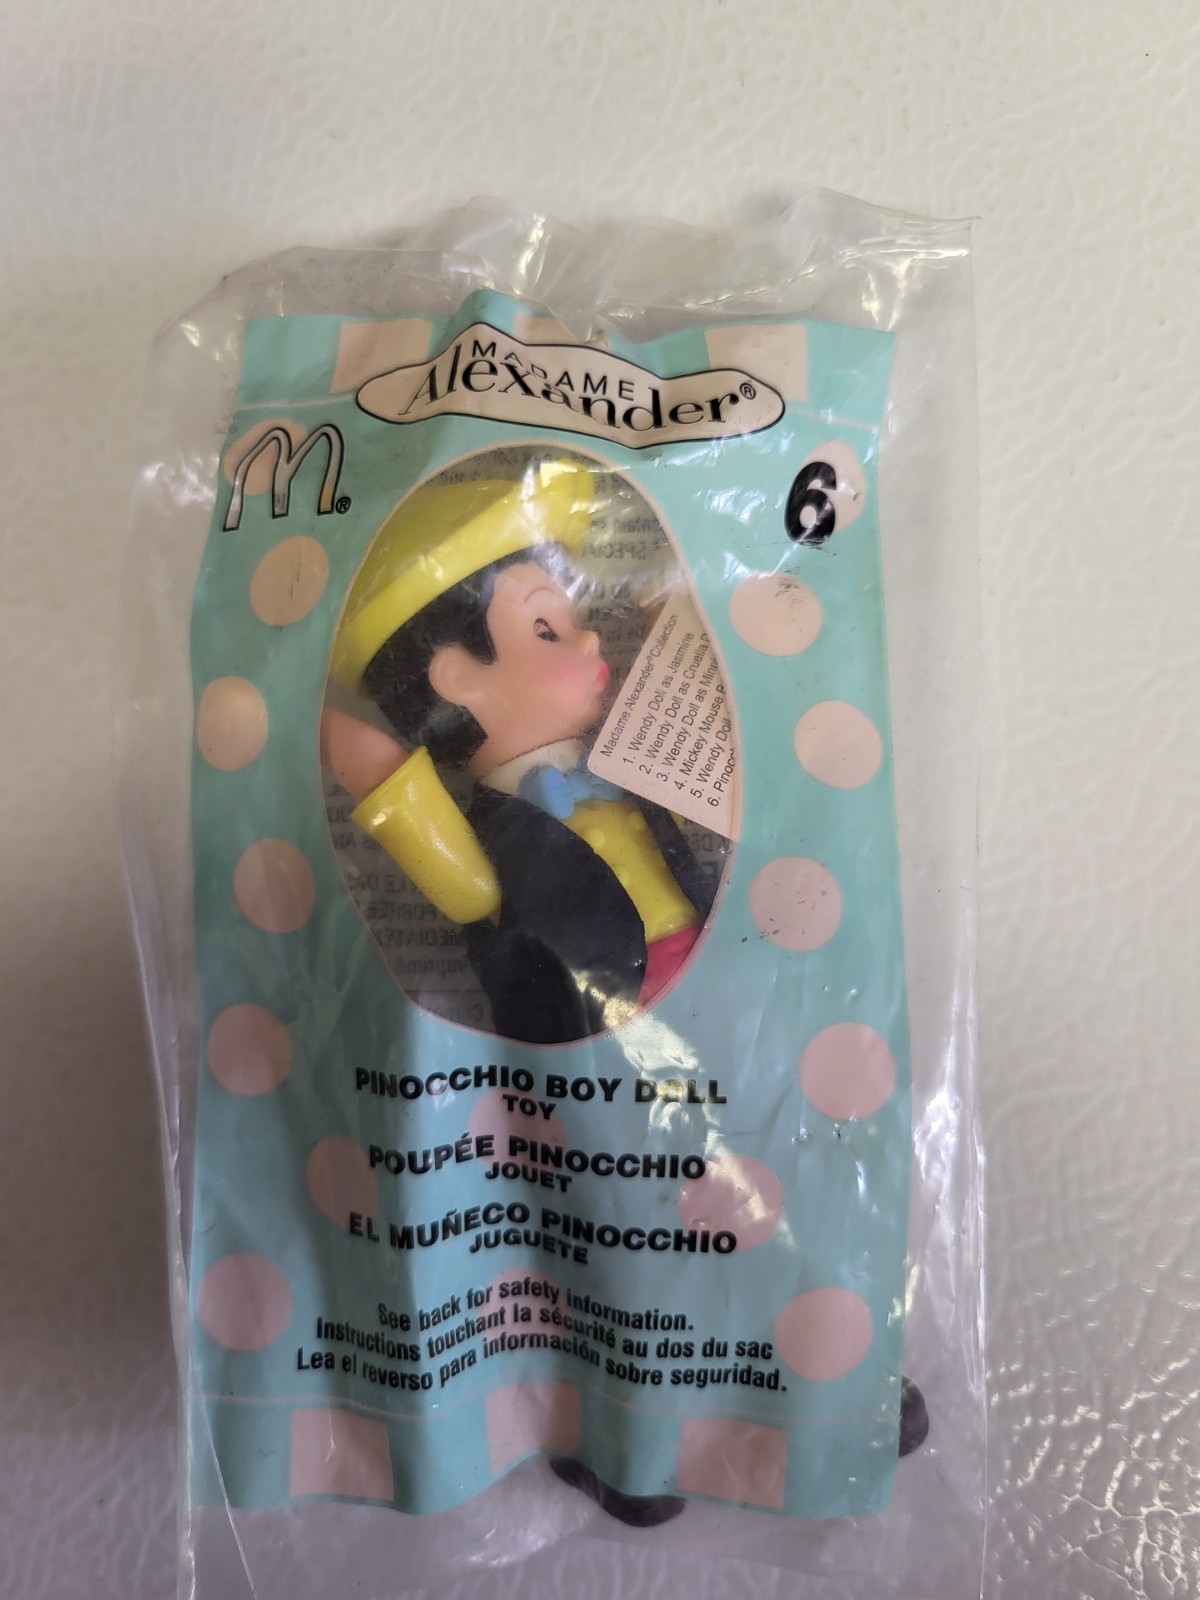 MADAME
Alexander®
M®
6
Madame Alexander® Collection
1. Wendy Doll as Jasmine
2. Wendy Doll as Cruella D
3. Wendy Doll as Minn
4. Mickey Mouse
5. Wendy Doll
6. Pinocc
PINOCCHIO BOY DOLL
TOY
POUPÉE PINOCCHIO
JOUET
EL MUÑECO PINOCCHIO
JUGUETE
See back for safety information.
Instructions touchant la sécurité au dos du sac
Lea el reverso para información sobre seguridad.